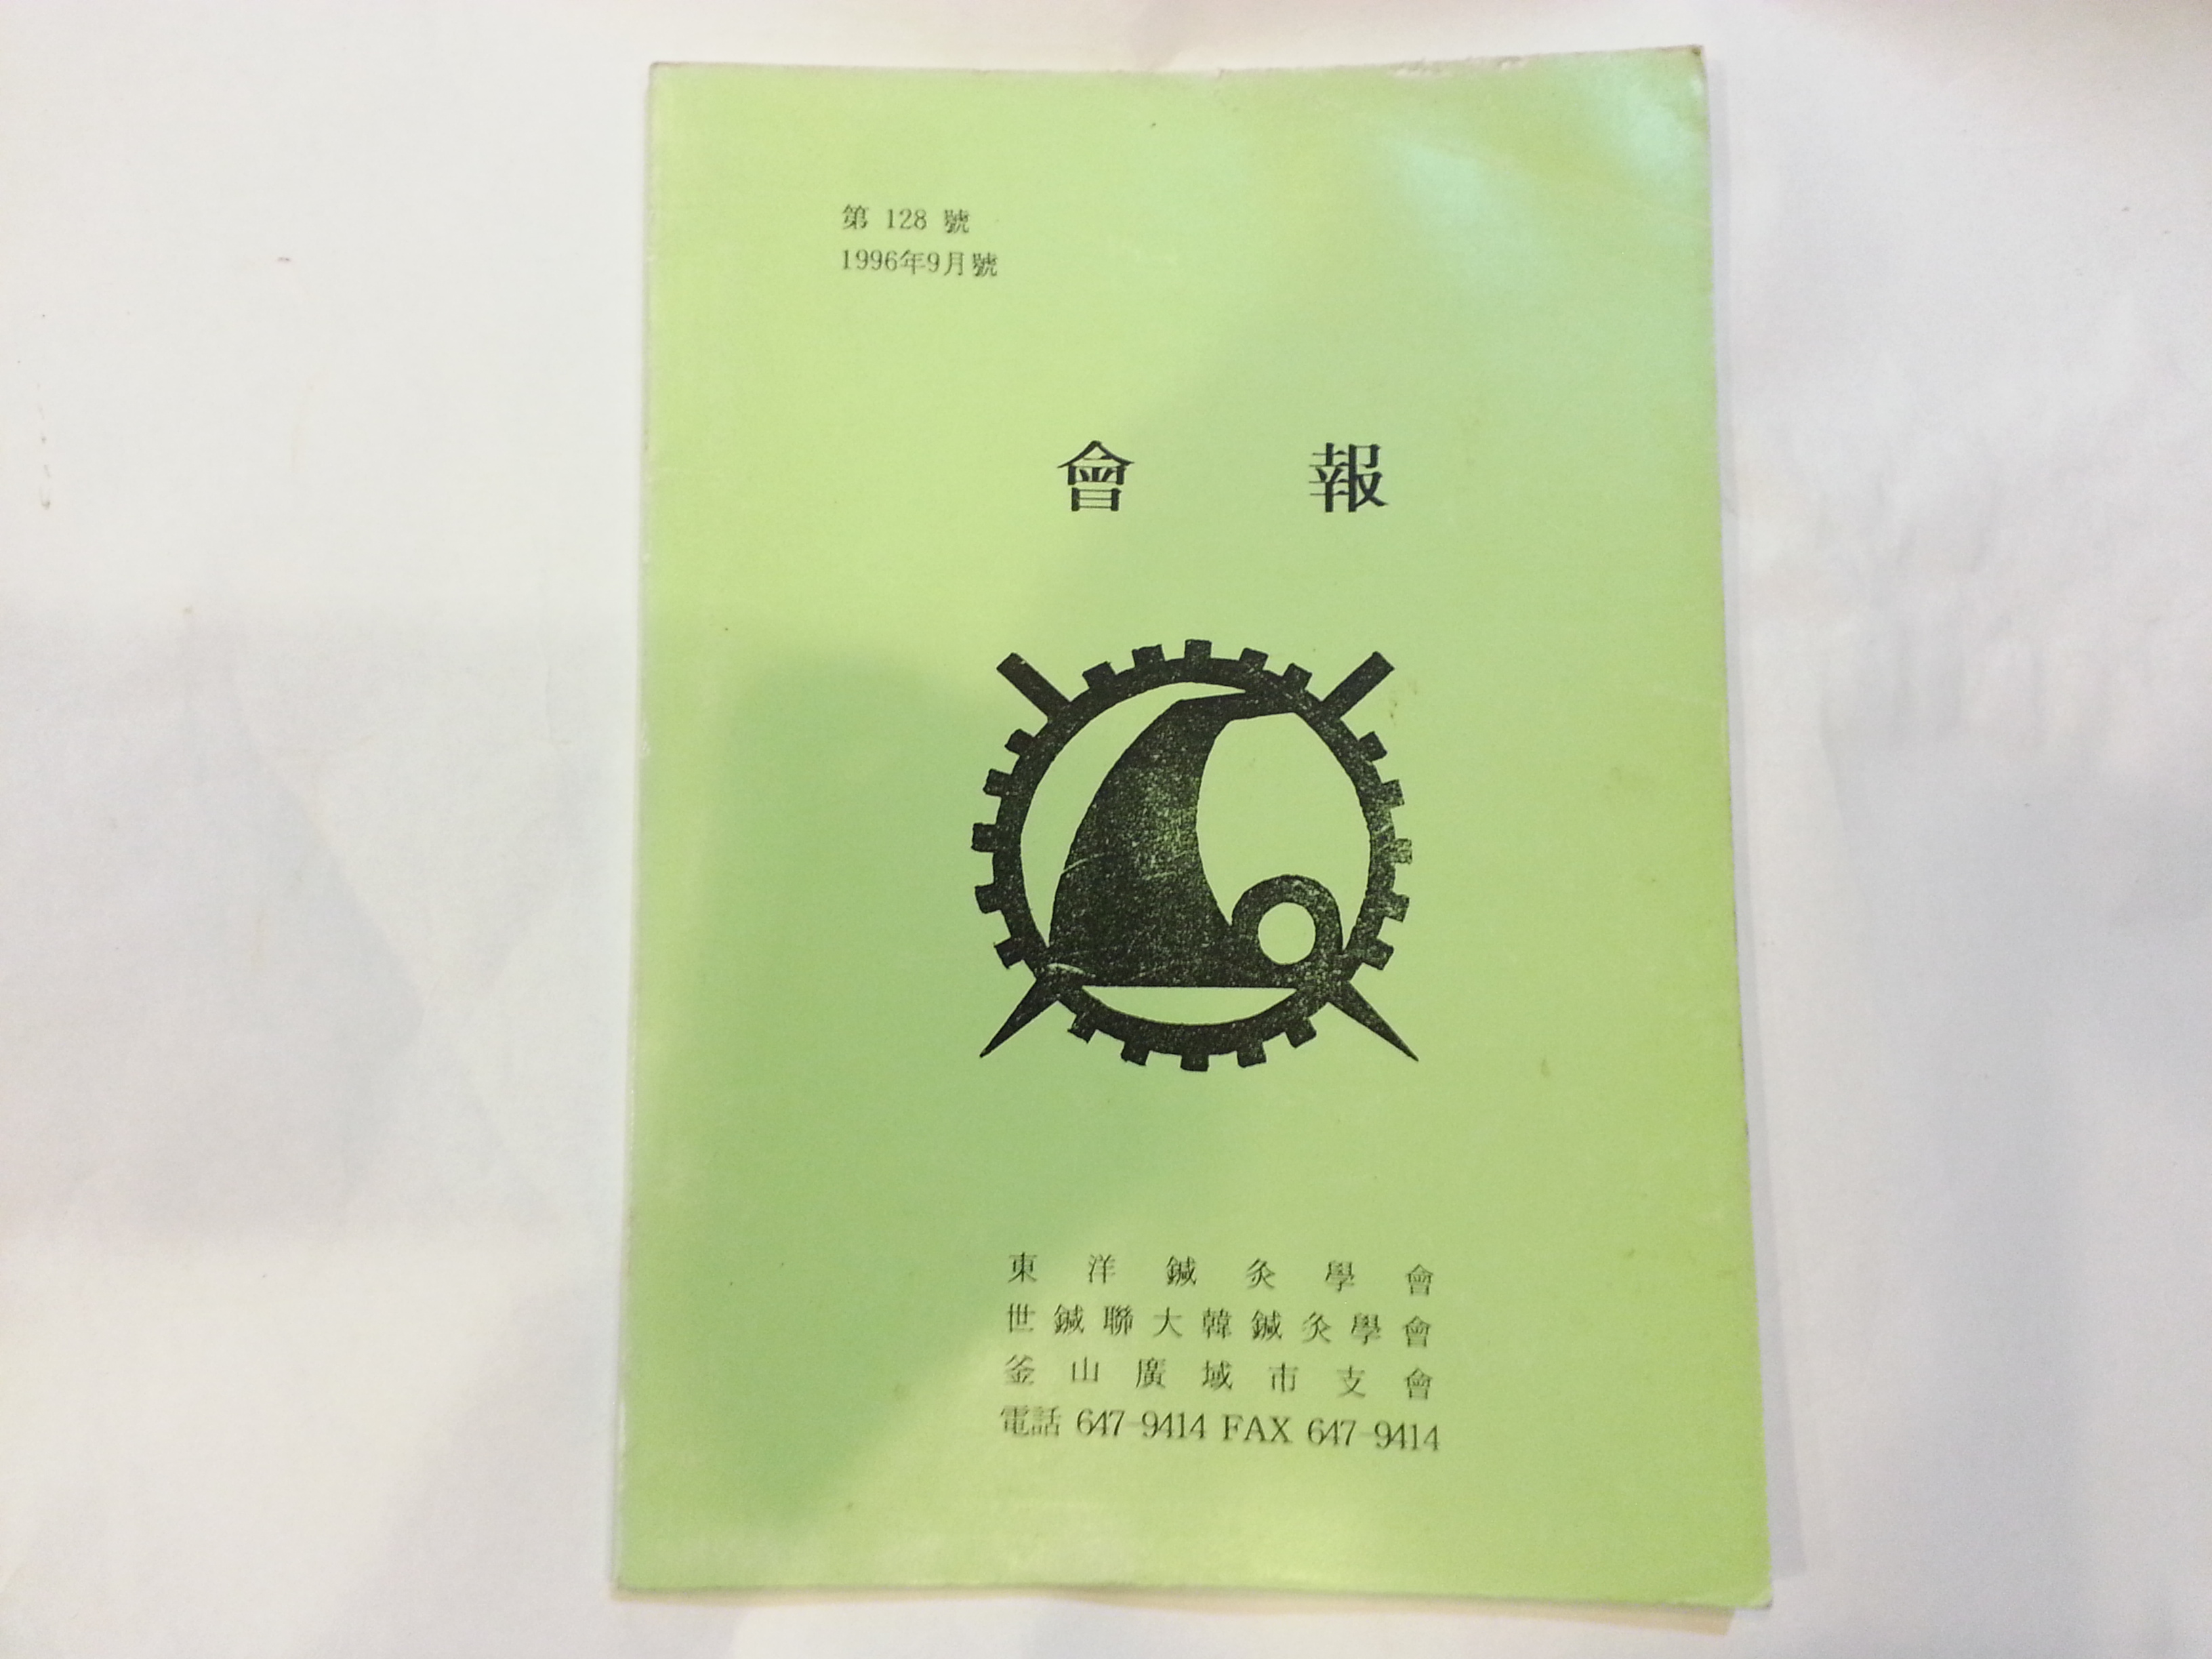 第 128 號
1996年9月號
會 報
東洋鍼灸學會
世鍼聯大韓鍼灸學會
釜山廣域市支會
電話 647-9414 FAX 647-9414